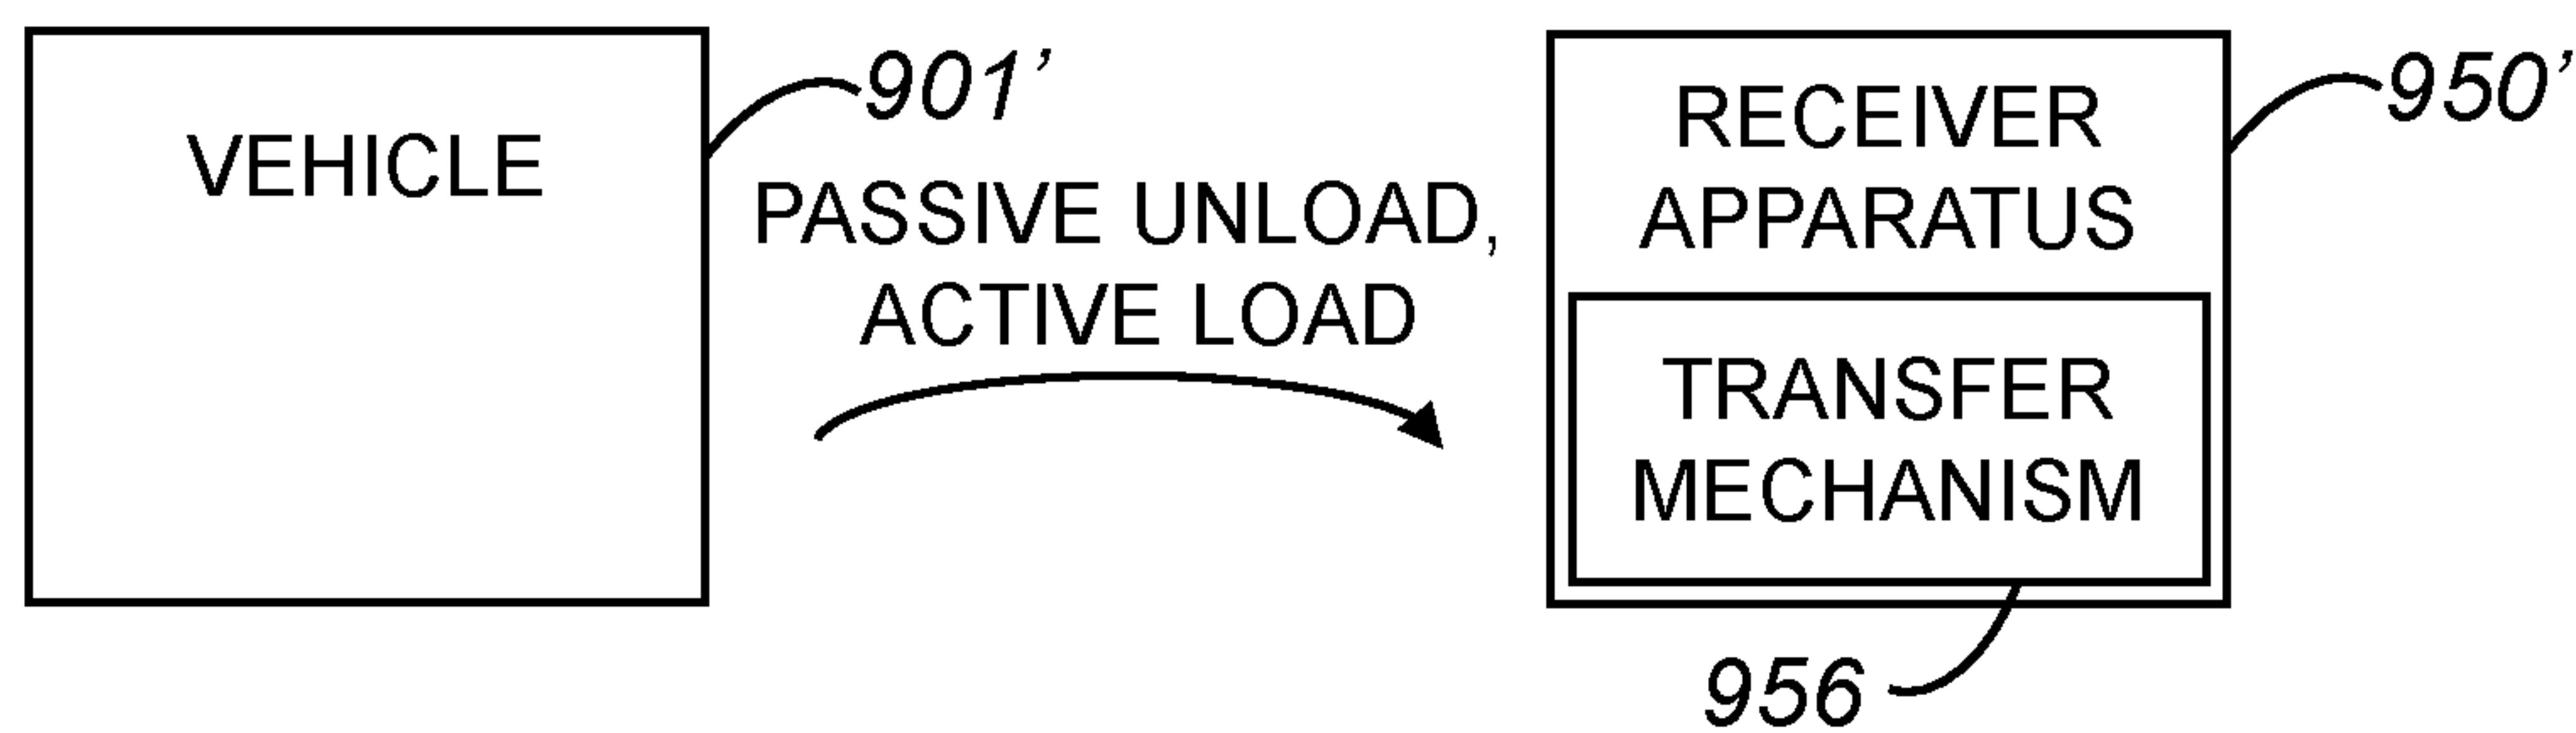 VEHICLE
901’
PASSIVE UNLOAD,
ACTIVE LOAD
RECEIVER
APPARATUS
950’
TRANSFER
MECHANISM
956